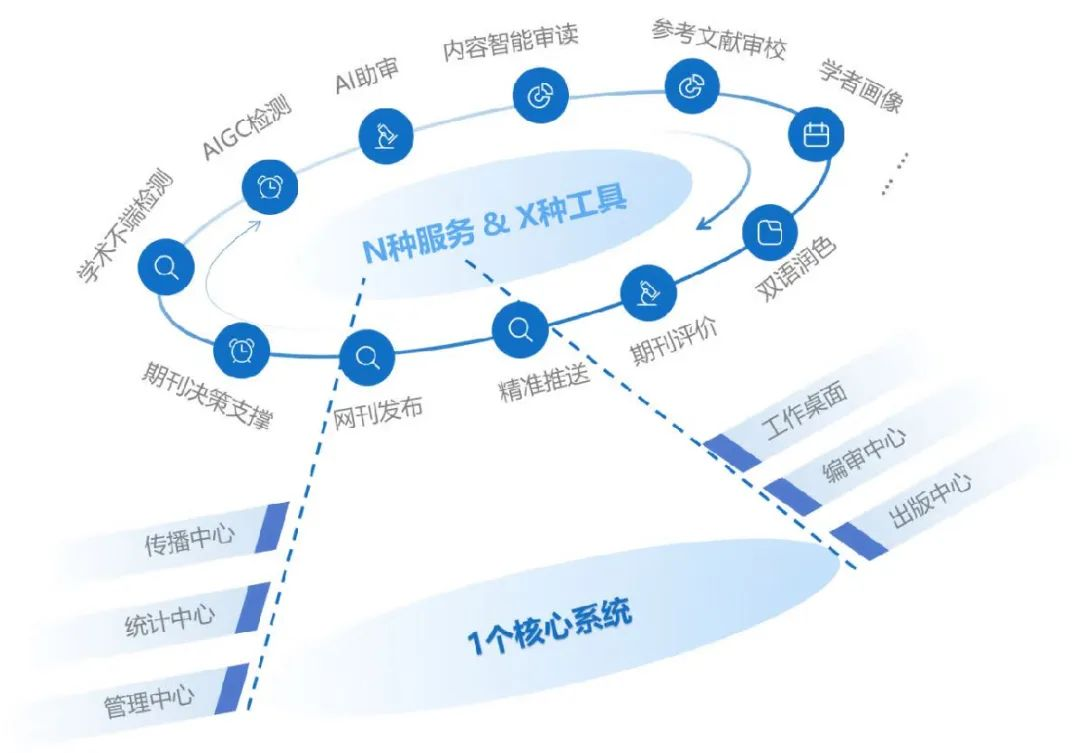 内容智能审读
参考文献审校
AI助审
学者画像
AIGC检测
学术不端检测
N种服务 & X种工具
双语润色
期刊评价
精准推送
网刊发布
期刊决策支撑
工作桌面
编审中心
出版中心
传播中心
统计中心
管理中心
1个核心系统